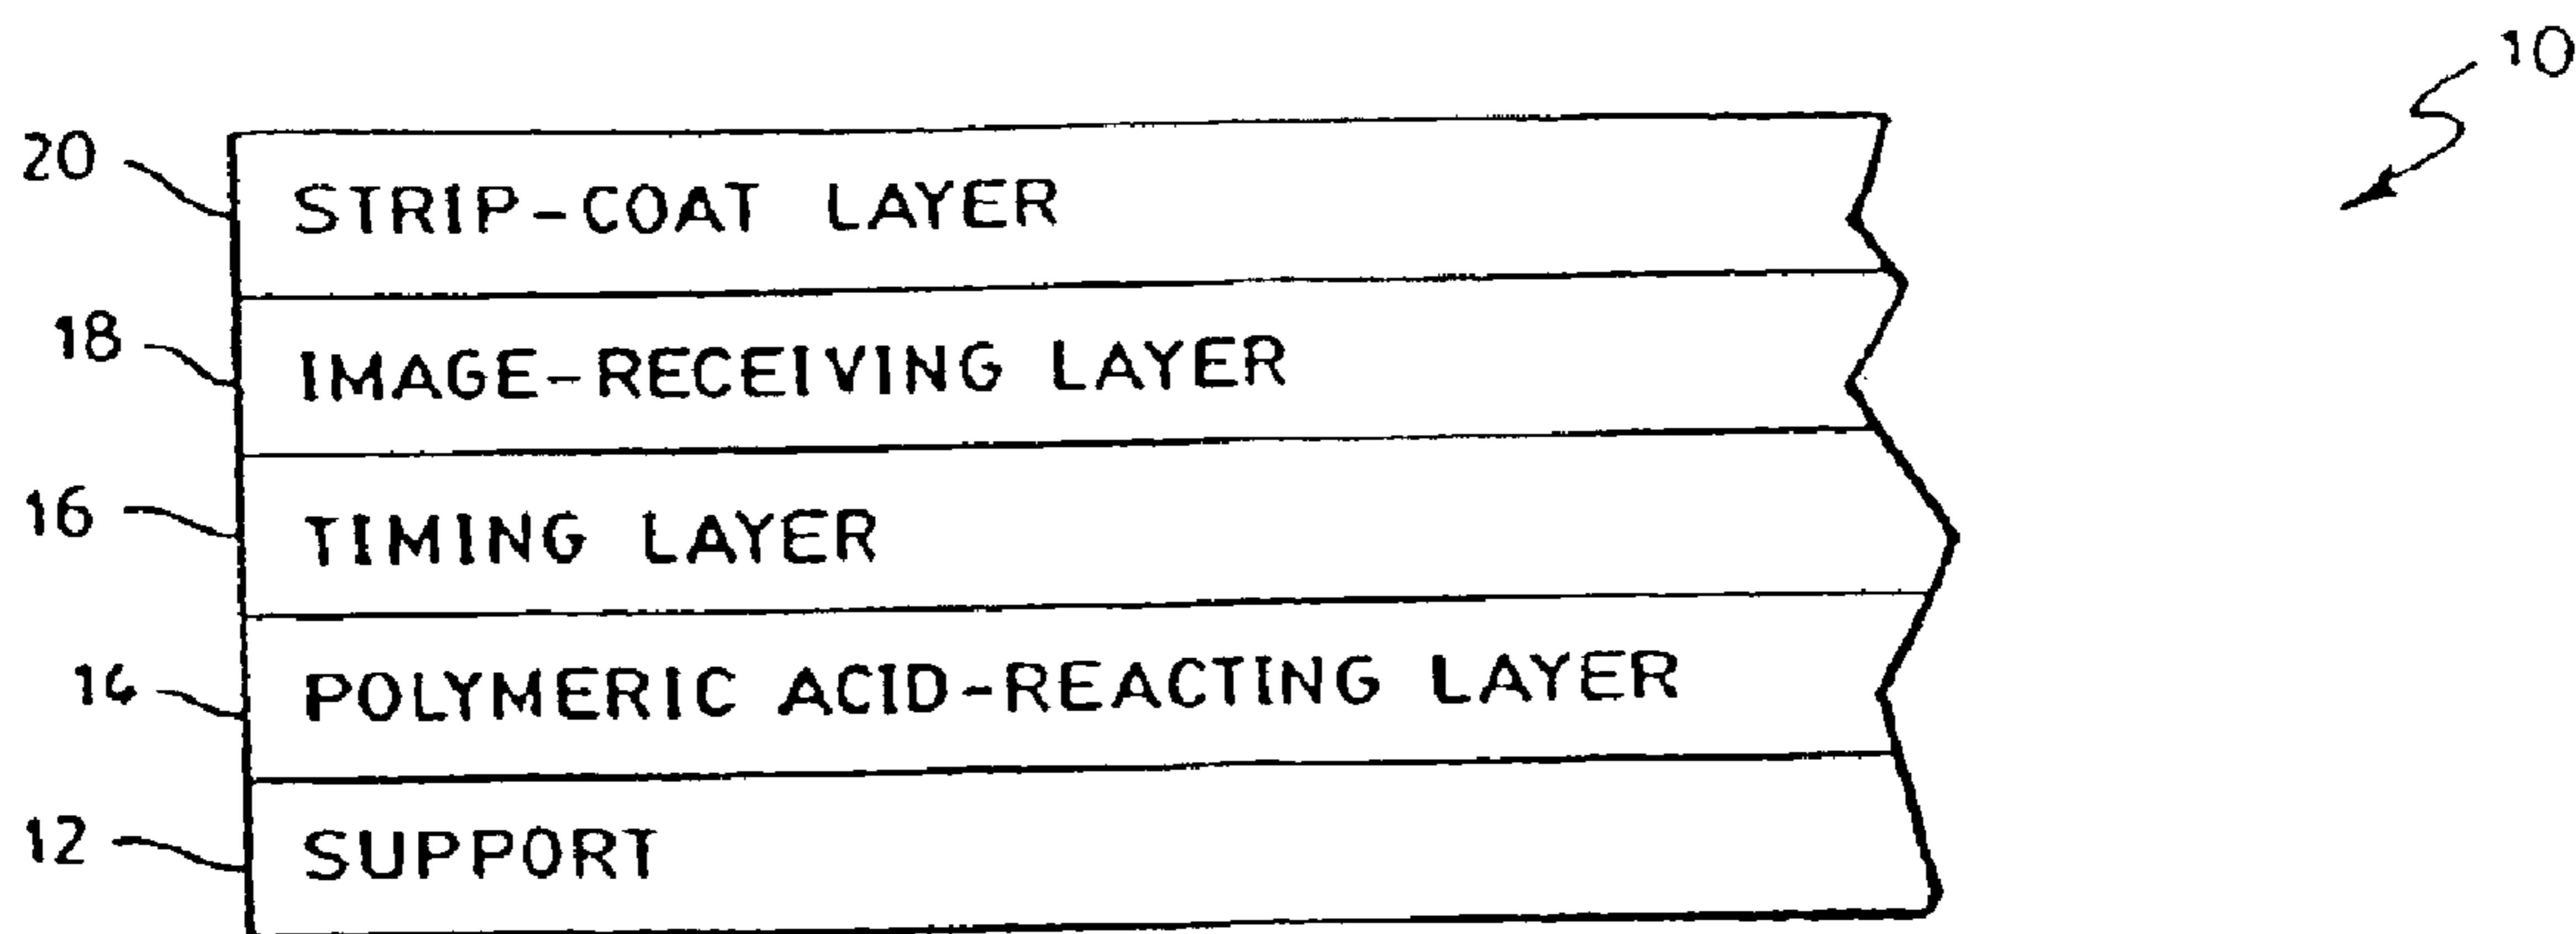 10
20 STRIP-COAT LAYER
18 IMAGE-RECEIVING LAYER
16 TIMING LAYER
14 POLYMERIC ACID-REACTING LAYER
12 SUPPORT